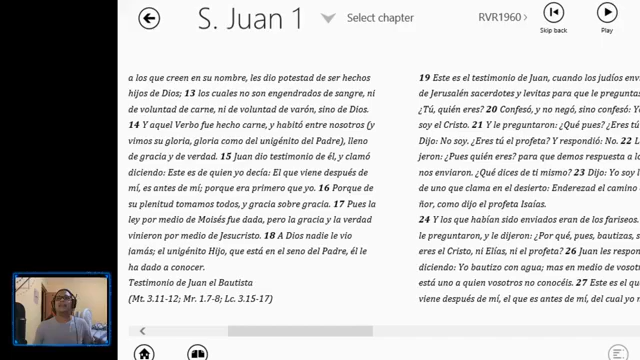 S. Juan 1
Select chapter
RVR1960
Skip back
Play
a los que creen en su nombre, les dio potestad de ser hechos
hijos de Dios; 13 los cuales no son engendrados de sangre, ni
de voluntad de carne, ni de voluntad de varón, sino de Dios.
14 Y aquel Verbo fue hecho carne, y habitó entre nosotros (y
vimos su gloria, gloria como del unigénito del Padre), lleno
de gracia y de verdad. 15 Juan dio testimonio de él, y clamó
diciendo: Este es de quien yo decía: El que viene después de
mí, es antes de mí; porque era primero que yo. 16 Porque de
su plenitud tomamos todos, y gracia sobre gracia. 17 Pues la
ley por medio de Moisés fue dada, pero la gracia y la verdad
vinieron por medio de Jesucristo. 18 A Dios nadie le vio
jamás; el unigénito Hijo, que está en el seno del Padre, él le
ha dado a conocer.
Testimonio de Juan el Bautista
(Mt. 3.11-12; Mr. 1.7-8; Lc. 3.15-17)
19 Este es el testimonio de Juan, cuando los judíos env
de Jerusalén sacerdotes y levitas para que le pregunta
¿Tú, quién eres? 20 Confesó, y no negó, sino confesó: Y
soy el Cristo. 21 Y le preguntaron: ¿Qué pues? ¿Eres tú
Dijo: No soy. ¿Eres tú el profeta? Y respondió: No. 22 L
jeron: ¿Pues quién eres? para que demos respuesta a lo
nos enviaron. ¿Qué dices de ti mismo? 23 Dijo: Yo soy l
de uno que clama en el desierto: Enderezad el camino
ñor, como dijo el profeta Isaías.
24 Y los que habían sido enviados eran de los fariseos.
le preguntaron, y le dijeron: ¿Por qué, pues, bautizas, s
eres el Cristo, ni Elías, ni el profeta? 26 Juan les respon
diciendo: Yo bautizo con agua; mas en medio de vosot
está uno a quien vosotros no conocéis. 27 Este es el qu
viene después de mí, el que es antes de mí, del cual yo n